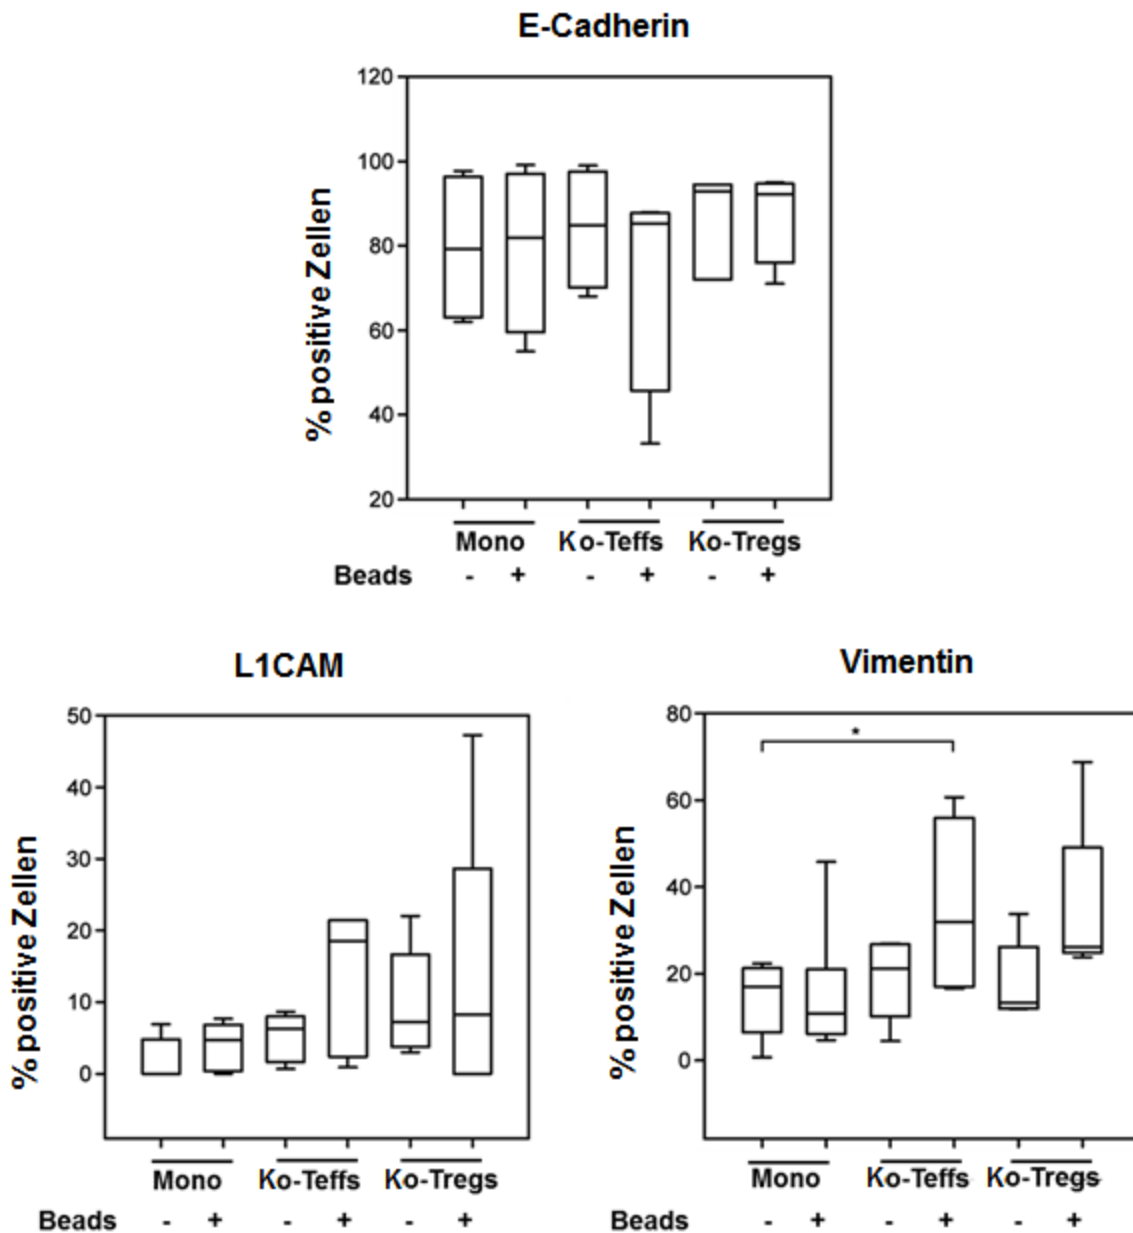 E-Cadherin
% positive Zellen
120
100
80
60
40
20
Mono Ko-Teffs Ko-Tregs
Beads - + - + - +
L1CAM
% positive Zellen
50
40
30
20
10
0
Mono Ko-Teffs Ko-Tregs
Beads - + - + - +
Vimentin
% positive Zellen
80
60
40
20
0
*
Mono Ko-Teffs Ko-Tregs
Beads - + - + - +